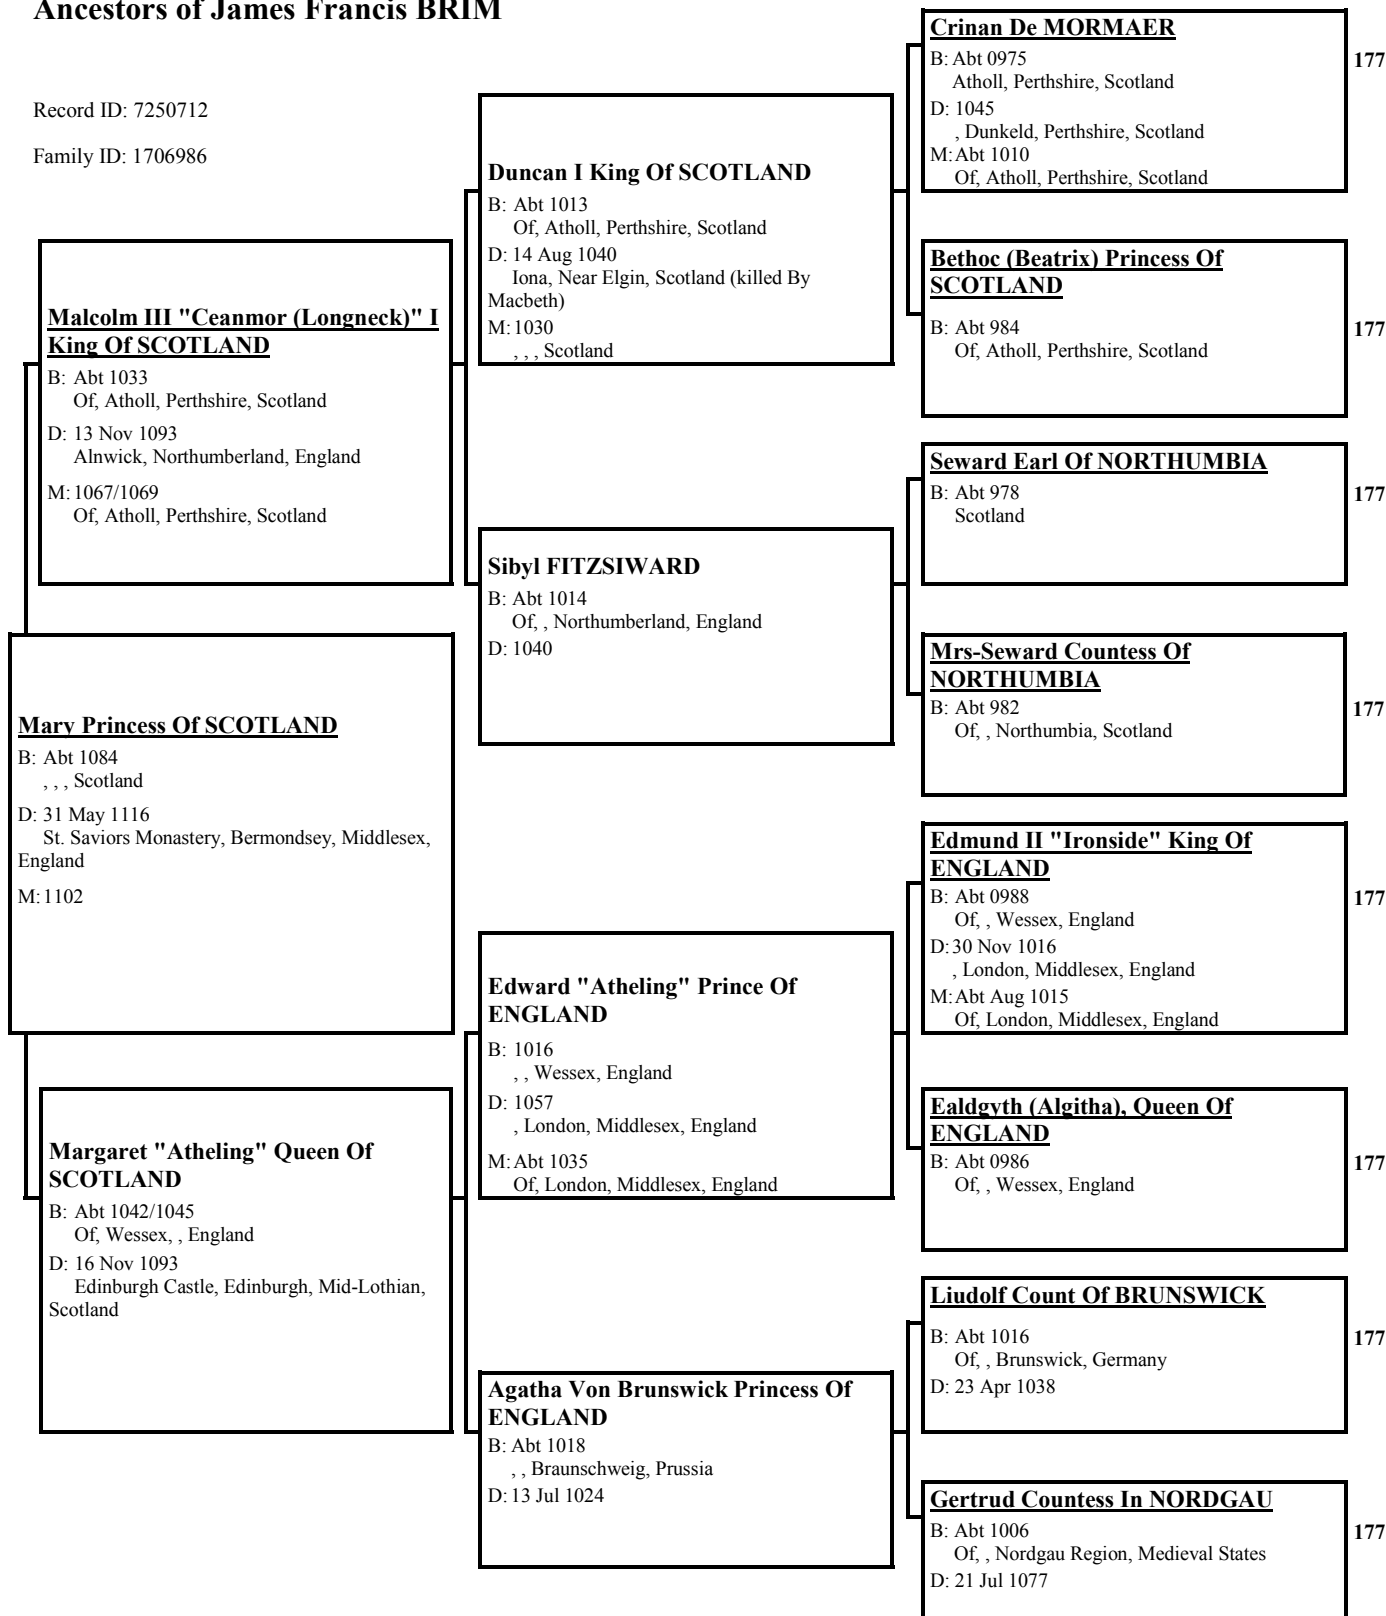 Ancestors of James Francis BRIM
Record ID: 7250712
Family ID: 1706986
Malcolm III "Ceanmor (Longneck)" I
King Of SCOTLAND
B: Abt 1033
Of, Atholl, Perthshire, Scotland
D: 13 Nov 1093
Alnwick, Northumberland, England
M: 1067/1069
Of, Atholl, Perthshire, Scotland
Mary Princess Of SCOTLAND
B: Abt 1084
, , , Scotland
D: 31 May 1116
St. Saviors Monastery, Bermondsey, Middlesex,
England
M: 1102
Margaret "Atheling" Queen Of
SCOTLAND
B: Abt 1042/1045
Of, Wessex, , England
D: 16 Nov 1093
Edinburgh Castle, Edinburgh, Mid-Lothian,
Scotland
Duncan I King Of SCOTLAND
B: Abt 1013
Of, Atholl, Perthshire, Scotland
D: 14 Aug 1040
Iona, Near Elgin, Scotland (killed By
Macbeth)
M: 1030
, , , Scotland
Sibyl FITZSIWARD
B: Abt 1014
Of, , Northumberland, England
D: 1040
Edward "Atheling" Prince Of
ENGLAND
B: 1016
, , Wessex, England
D: 1057
, London, Middlesex, England
M: Abt 1035
Of, London, Middlesex, England
Agatha Von Brunswick Princess Of
ENGLAND
B: Abt 1018
, , Braunschweig, Prussia
D: 13 Jul 1024
Crinan De MORMAER
B: Abt 0975
Atholl, Perthshire, Scotland
D: 1045
, Dunkeld, Perthshire, Scotland
M: Abt 1010
Of, Atholl, Perthshire, Scotland
177
Bethoc (Beatrix) Princess Of
SCOTLAND
B: Abt 984
Of, Atholl, Perthshire, Scotland
177
Seward Earl Of NORTHUMBIA
B: Abt 978
Scotland
177
Mrs-Seward Countess Of
NORTHUMBIA
B: Abt 982
Of, , Northumbia, Scotland
177
Edmund II "Ironside" King Of
ENGLAND
B: Abt 0988
Of, , Wessex, England
D: 30 Nov 1016
, London, Middlesex, England
M: Abt Aug 1015
Of, London, Middlesex, England
177
Ealdgyth (Algitha), Queen Of
ENGLAND
B: Abt 0986
Of, , Wessex, England
177
Liudolf Count Of BRUNSWICK
B: Abt 1016
Of, , Brunswick, Germany
D: 23 Apr 1038
177
Gertrud Countess In NORDGAU
B: Abt 1006
Of, , Nordgau Region, Medieval States
D: 21 Jul 1077
177